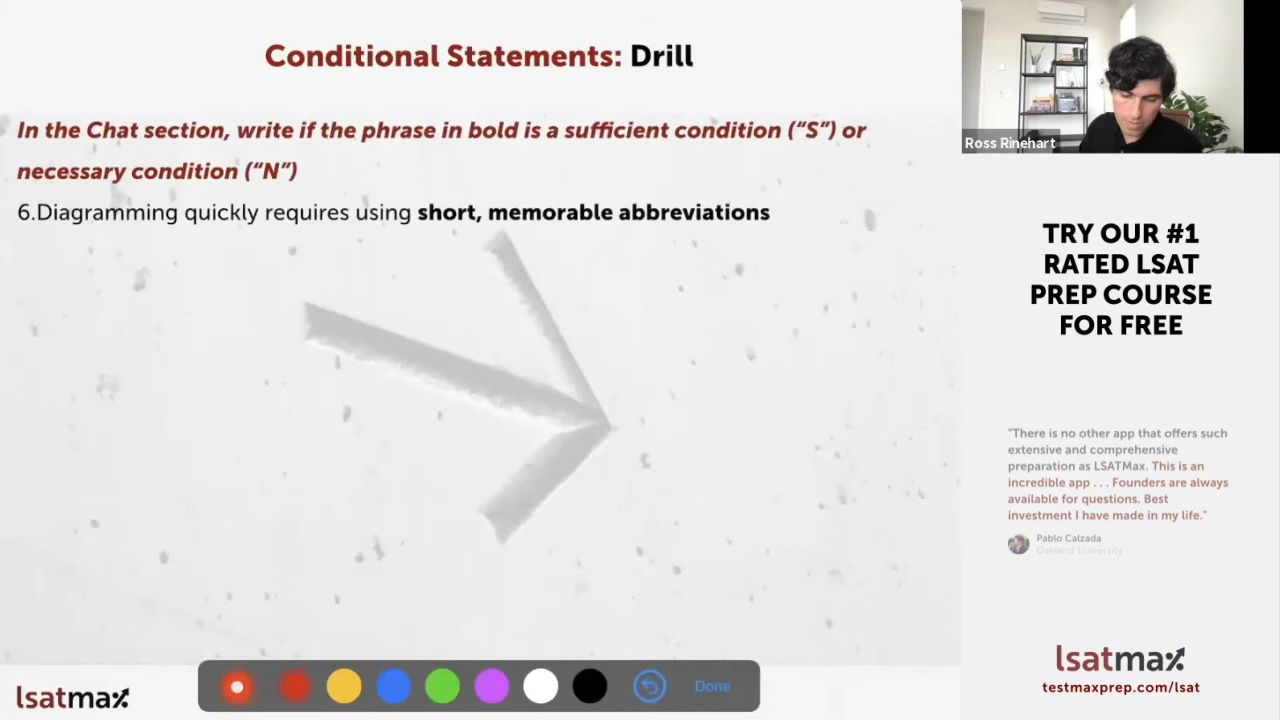 Conditional Statements: Drill
In the Chat section, write if the phrase in bold is a sufficient condition (“S”) or
necessary condition (“N”)
6.Diagramming quickly requires using short, memorable abbreviations
Ross Rinehart
TRY OUR #1
RATED LSAT
PREP COURSE
FOR FREE
"There is no other app that offers such
extensive and comprehensive
preparation as LSATMax. This is an
incredible app . . . Founders are always
available for questions. Best
investment I have made in my life."
Pablo Calzada
Oakland University
lsatmax
testmaxprep.com/lsat
lsatmax
Done